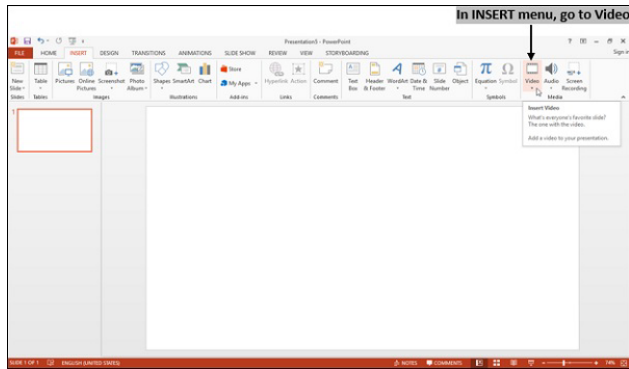 In INSERT menu, go to Video
Presentation5 - PowerPoint
Sign in
FILE HOME INSERT DESIGN TRANSITIONS ANIMATIONS SLIDE SHOW REVIEW VIEW STORYBOARDING
New Slide Table Pictures Online Pictures Screenshot Photo Album Shapes SmartArt Chart Store My Apps Hyperlink Action Comment Text Box Header & Footer WordArt Date & Time Slide Number Object Equation Symbol Video Audio Screen Recording
Slides Tables Images Illustrations Add-ins Links Comments Text Symbols Media
Insert Video
What's everyone's favorite slide?
The one with the video.
Add a video to your presentation.
1
SLIDE 1 OF 1 ENGLISH (UNITED STATES) NOTES COMMENTS 74%